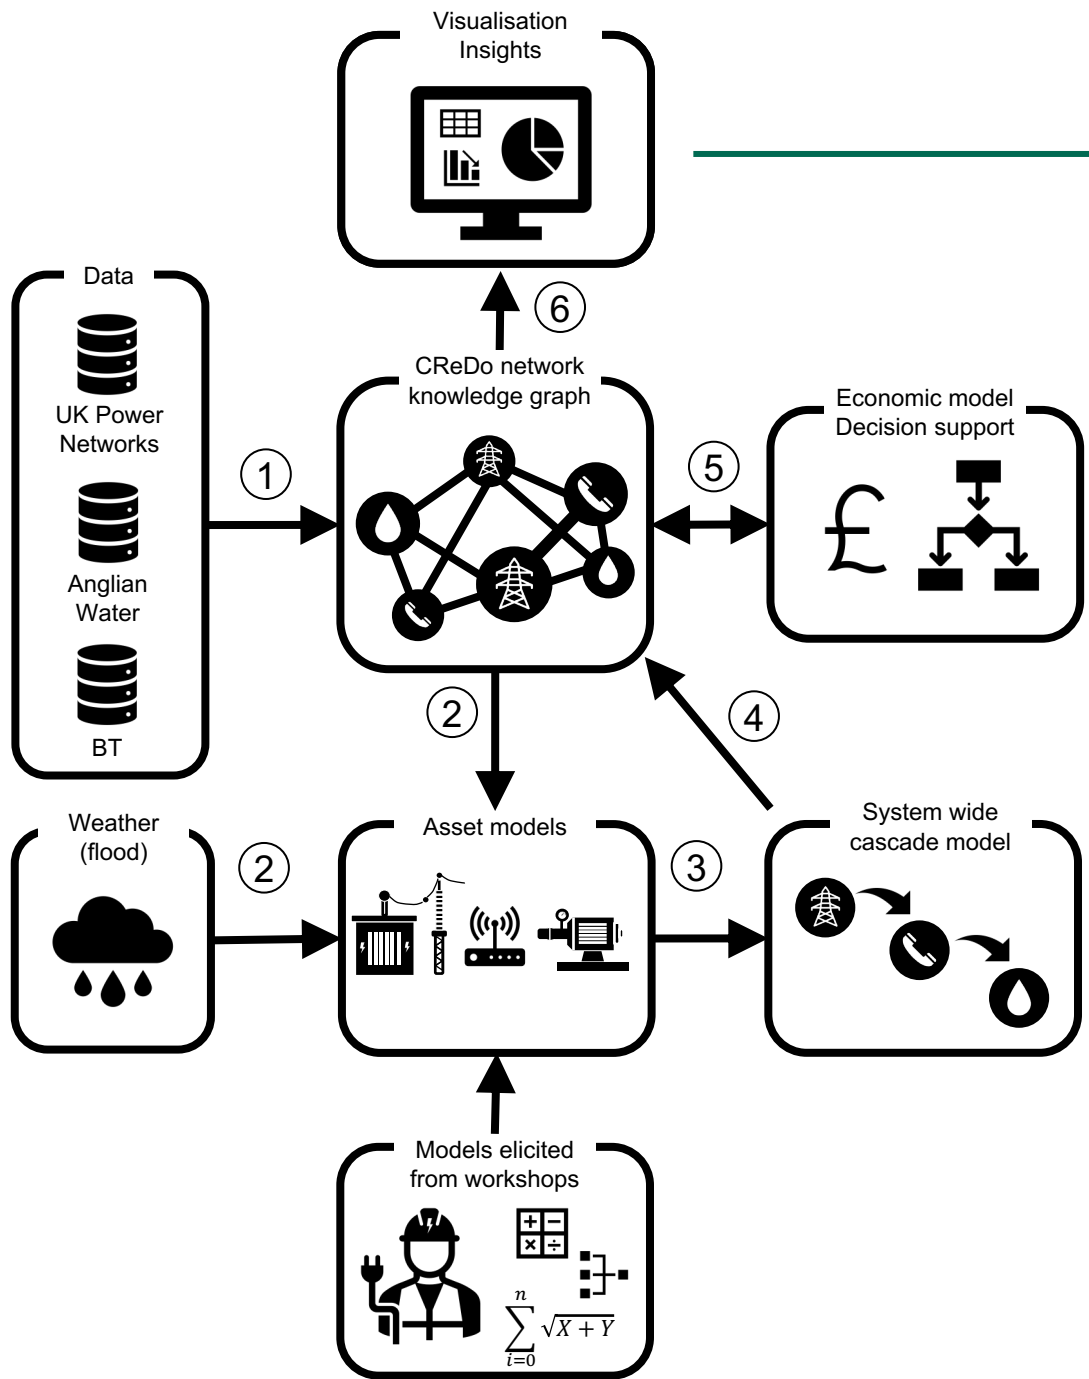 Visualisation
Insights
6
Data
UK Power
Networks
Anglian
Water
BT
1
CReDo network
knowledge graph
5
Economic model
Decision support
£
2
4
Weather
(flood)
2
Asset models
3
System wide
cascade model
Models elicited
from workshops
+ −
× ÷
n
∑ √X + Y
i=0